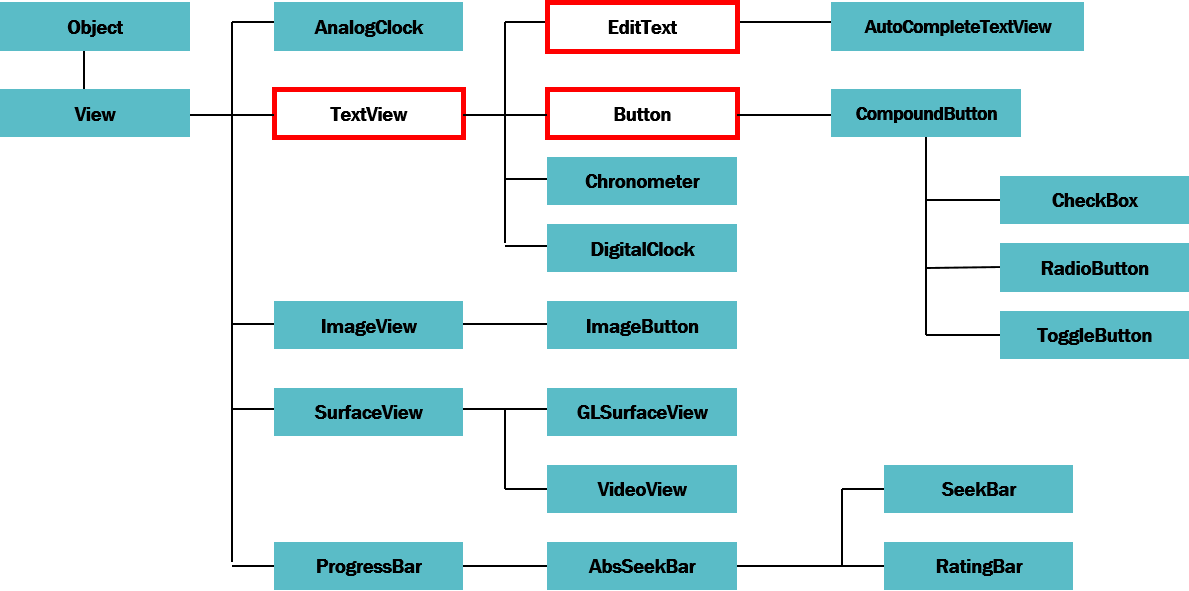 Object
AnalogClock
EditText
AutoCompleteTextView
View
TextView
Button
CompoundButton
Chronometer
CheckBox
DigitalClock
RadioButton
ImageView
ImageButton
ToggleButton
SurfaceView
GLSurfaceView
VideoView
SeekBar
ProgressBar
AbsSeekBar
RatingBar